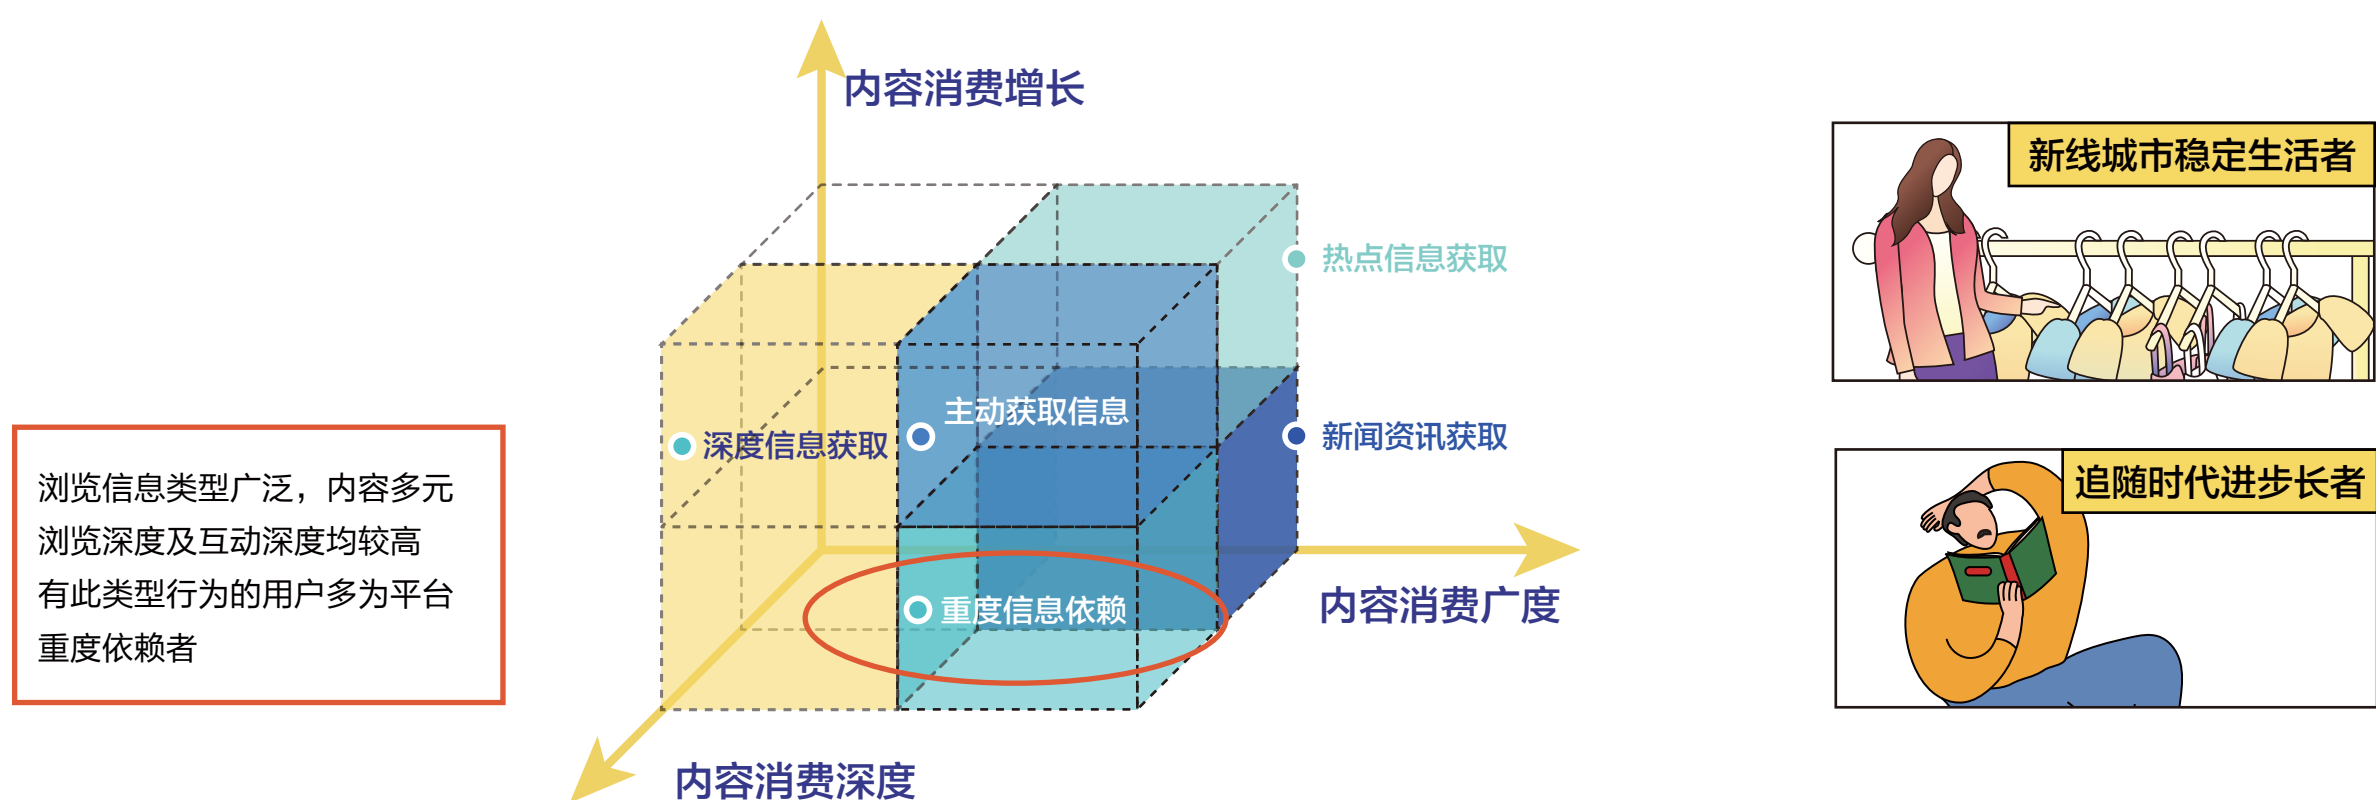 内容消费增长
新线城市稳定生活者
热点信息获取
主动获取信息
深度信息获取
新闻资讯获取
浏览信息类型广泛，内容多元
浏览深度及互动深度均较高
有此类型行为的用户多为平台
重度依赖者
追随时代进步长者
重度信息依赖
内容消费广度
内容消费深度